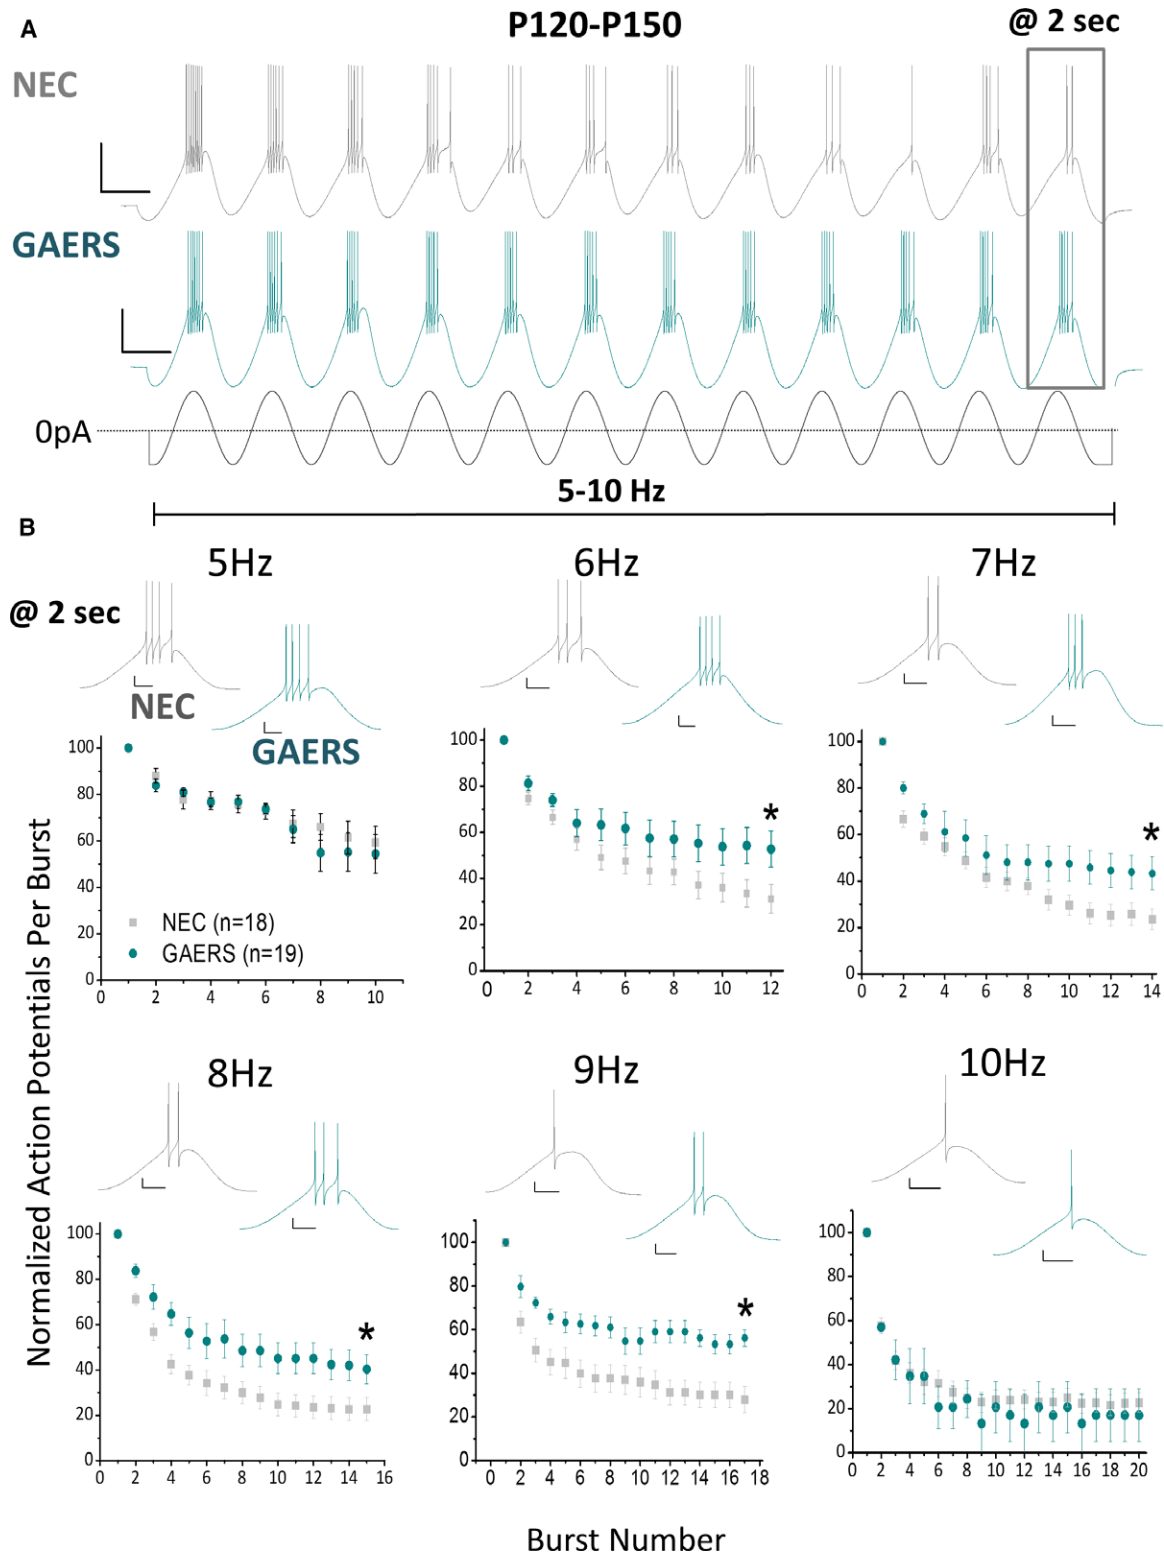 A
P120-P150
@ 2 sec
NEC
GAERS
0pA
5-10 Hz
B
5Hz
6Hz
7Hz
@ 2 sec
NEC
GAERS
100
80
60
40
20
0
NEC (n=18)
GAERS (n=19)
0 2 4 6 8 10
100
80
60
40
20
0
*
0 2 4 6 8 10 12
100
80
60
40
20
0
*
0 2 4 6 8 10 12 14
Normalized Action Potentials Per Burst
8Hz
9Hz
10Hz
100
80
60
40
20
0
*
0 2 4 6 8 10 12 14 16
100
80
60
40
20
0
*
0 2 4 6 8 10 12 14 16 18
100
80
60
40
20
0
0 2 4 6 8 10 12 14 16 18 20
Burst Number